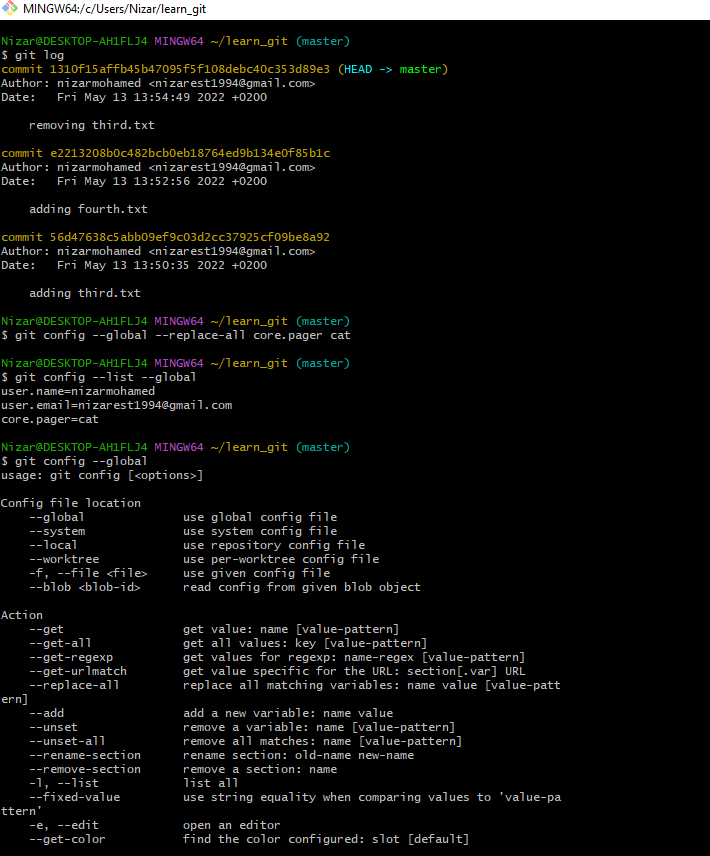 MINGW64:/c/Users/Nizar/learn_git
Nizar@DESKTOP-AH1FLJ4 MINGW64 ~/learn_git (master)
$ git log
commit 1310f15affb45b47095f5f108debc40c353d89e3 (HEAD -> master)
Author: nizarmohamed <nizarest1994@gmail.com>
Date:   Fri May 13 13:54:49 2022 +0200
    removing third.txt
commit e2213208b0c482bcb0eb18764ed9b134e0f85b1c
Author: nizarmohamed <nizarest1994@gmail.com>
Date:   Fri May 13 13:52:56 2022 +0200
    adding fourth.txt
commit 56d47638c5abb09ef9c03d2cc37925cf09be8a92
Author: nizarmohamed <nizarest1994@gmail.com>
Date:   Fri May 13 13:50:35 2022 +0200
    adding third.txt
Nizar@DESKTOP-AH1FLJ4 MINGW64 ~/learn_git (master)
$ git config --global --replace-all core.pager cat
Nizar@DESKTOP-AH1FLJ4 MINGW64 ~/learn_git (master)
$ git config --list --global
user.name=nizarmohamed
user.email=nizarest1994@gmail.com
core.pager=cat
Nizar@DESKTOP-AH1FLJ4 MINGW64 ~/learn_git (master)
$ git config --global
usage: git config [<options>]
Config file location
    --global              use global config file
    --system              use system config file
    --local               use repository config file
    --worktree            use per-worktree config file
    -f, --file <file>     use given config file
    --blob <blob-id>      read config from given blob object
Action
    --get                 get value: name [value-pattern]
    --get-all             get all values: key [value-pattern]
    --get-regexp          get values for regexp: name-regex [value-pattern]
    --get-urlmatch        get value specific for the URL: section[.var] URL
    --replace-all         replace all matching variables: name value [value-patt
ern]
    --add                 add a new variable: name value
    --unset               remove a variable: name [value-pattern]
    --unset-all           remove all matches: name [value-pattern]
    --rename-section      rename section: old-name new-name
    --remove-section      remove a section: name
    -l, --list            list all
    --fixed-value         use string equality when comparing values to 'value-pa
ttern'
    -e, --edit            open an editor
    --get-color           find the color configured: slot [default]